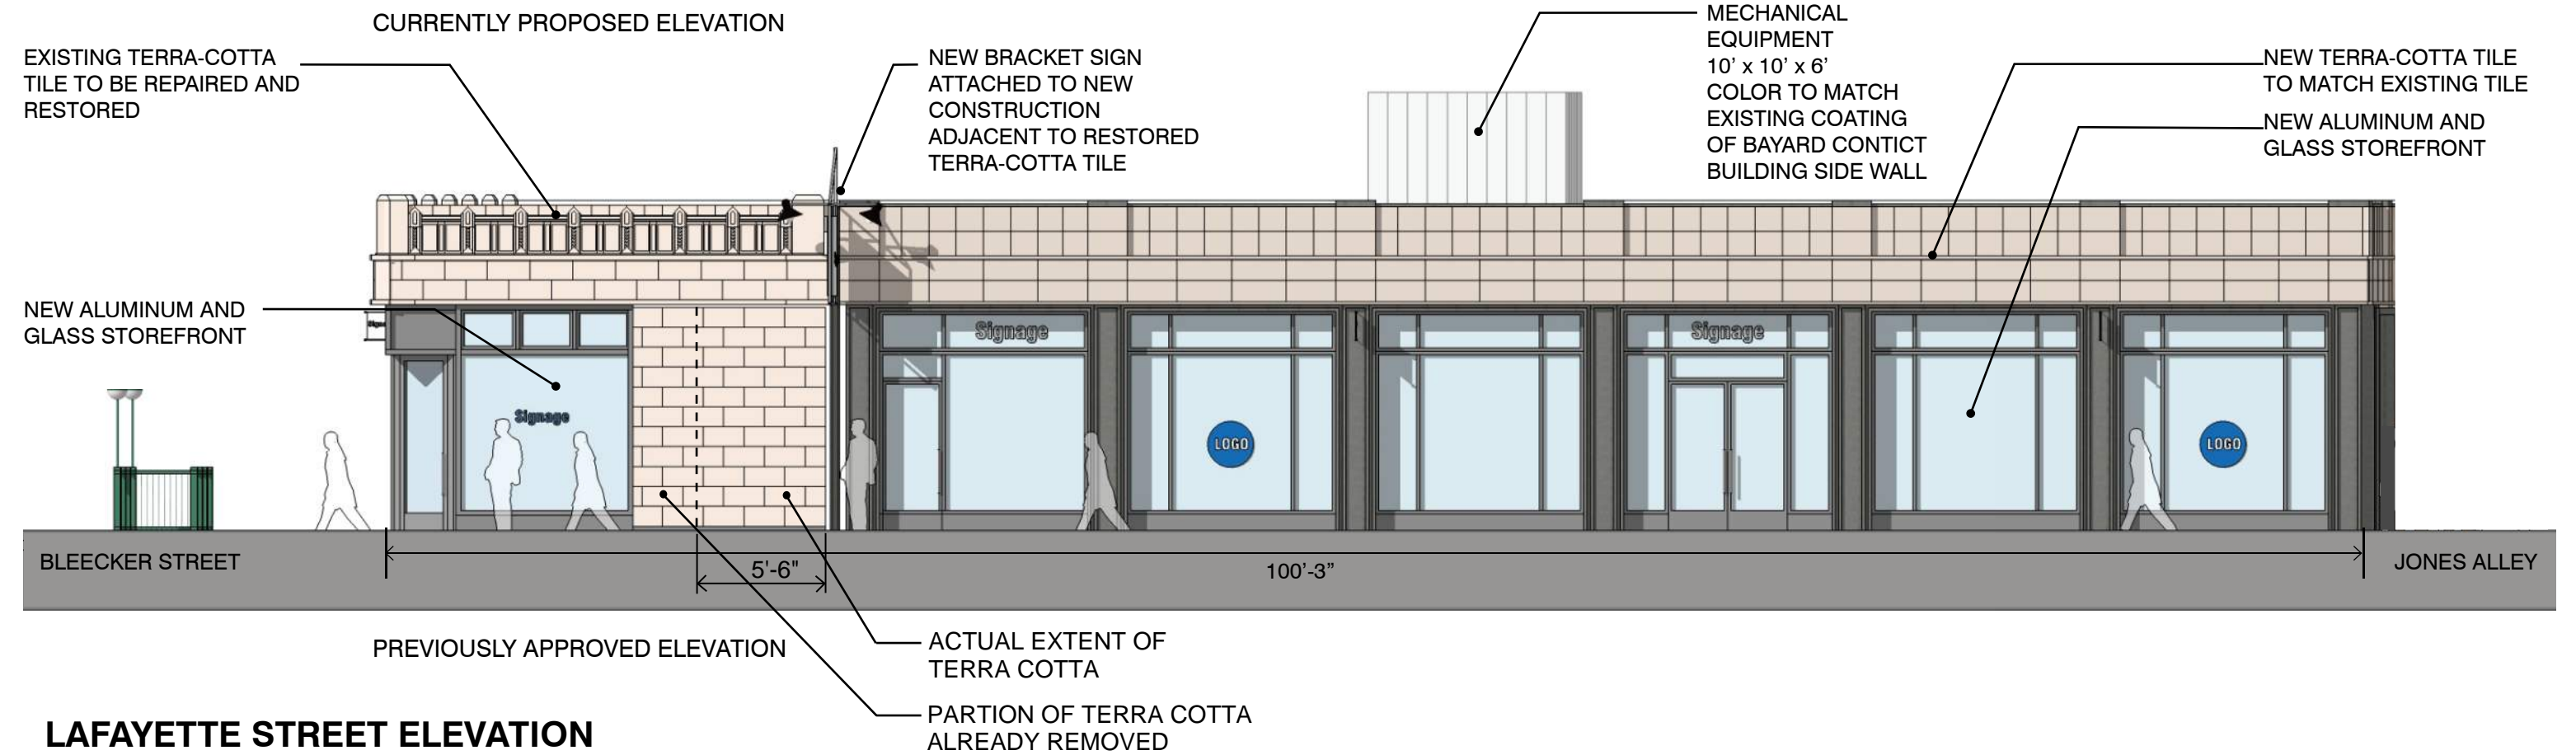 CURRENTLY PROPOSED ELEVATION
EXISTING TERRA-COTTA
TILE TO BE REPAIRED AND
RESTORED
NEW BRACKET SIGN
ATTACHED TO NEW
CONSTRUCTION
ADJACENT TO RESTORED
TERRA-COTTA TILE
MECHANICAL
EQUIPMENT
10’ x 10’ x 6’
COLOR TO MATCH
EXISTING COATING
OF BAYARD CONTICT
BUILDING SIDE WALL
NEW TERRA-COTTA TILE
TO MATCH EXISTING TILE
NEW ALUMINUM AND
GLASS STOREFRONT
NEW ALUMINUM AND
GLASS STOREFRONT
Signage
Signage
Signage
LOGO
LOGO
BLEECKER STREET
5'-6"
100’-3”
JONES ALLEY
PREVIOUSLY APPROVED ELEVATION
ACTUAL EXTENT OF
TERRA COTTA
PARTION OF TERRA COTTA
ALREADY REMOVED
LAFAYETTE STREET ELEVATION